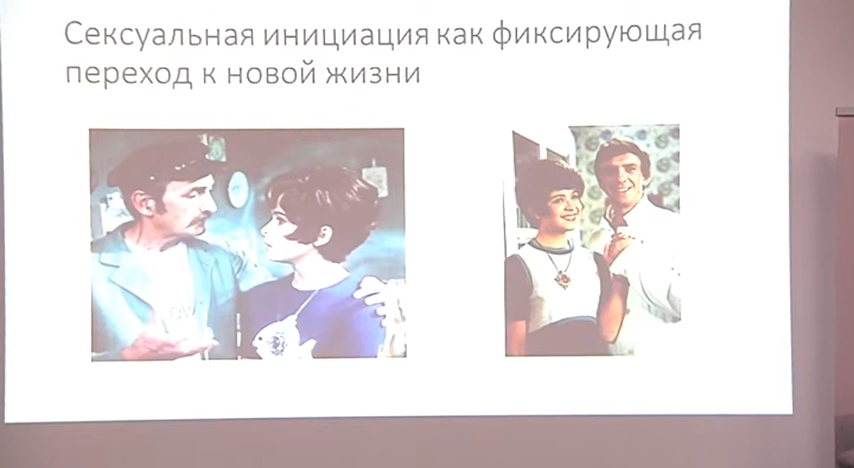 Сексуальная инициация как фиксирующая
переход к новой жизни